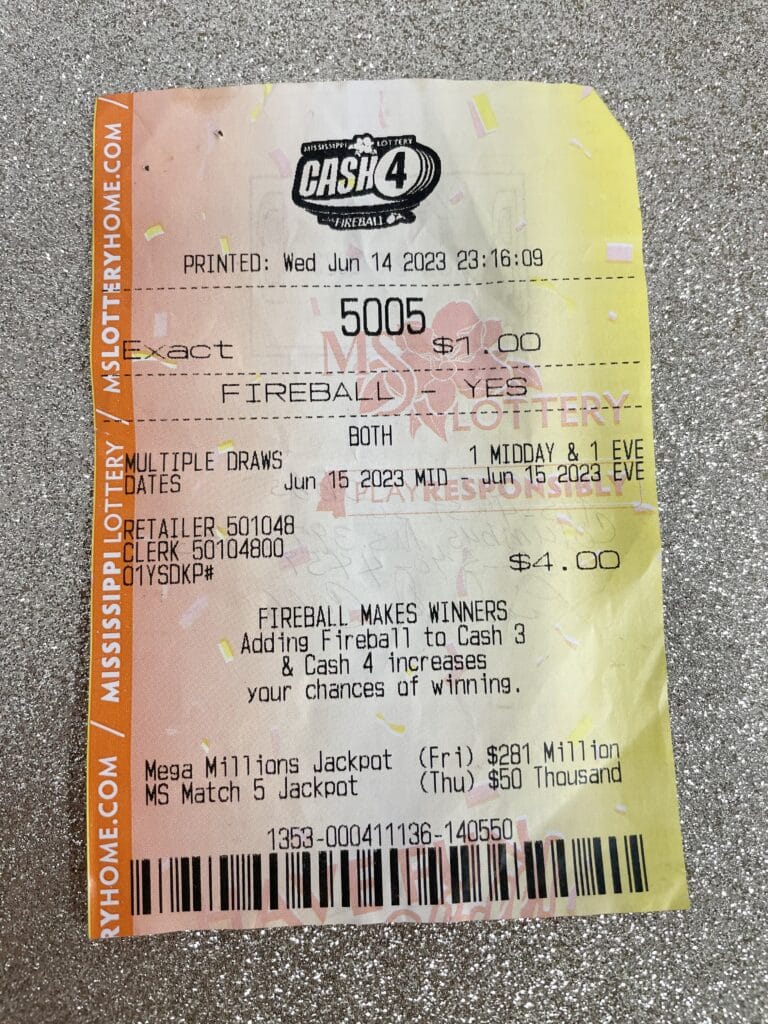 MISSISSIPPI LOTTERY
CASH 4
FIREBALL
PRINTED: Wed Jun 14 2023 23:16:09
5005
Exact $1.00
FIREBALL - YES
BOTH
MULTIPLE DRAWS 1 MIDDAY & 1 EVE
DATES Jun 15 2023 MID - Jun 15 2023 EVE
RETAILER 501048
CLERK 50104800
01YSDKP#
$4.00
FIREBALL MAKES WINNERS
Adding Fireball to Cash 3
& Cash 4 increases
your chances of winning.
Mega Millions Jackpot (Fri) $281 Million
MS Match 5 Jackpot (Thu) $50 Thousand
1353-000411136-140550
MS LOTTERY
PLAY RESPONSIBLY
RYHOME.COM / MISSISSIPPI LOTTERY / MSLOTTERYHOME.COM /